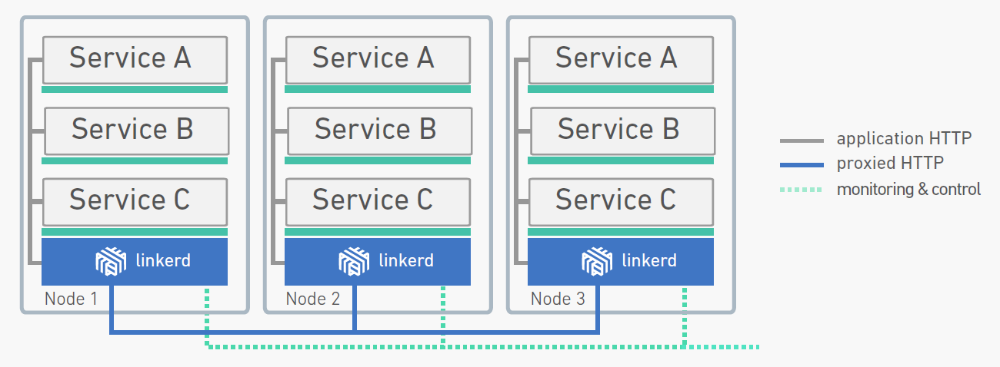 Service A
Service B
Service C
linkerd
Node 1
Service A
Service B
Service C
linkerd
Node 2
Service A
Service B
Service C
linkerd
Node 3
application HTTP
proxied HTTP
monitoring & control